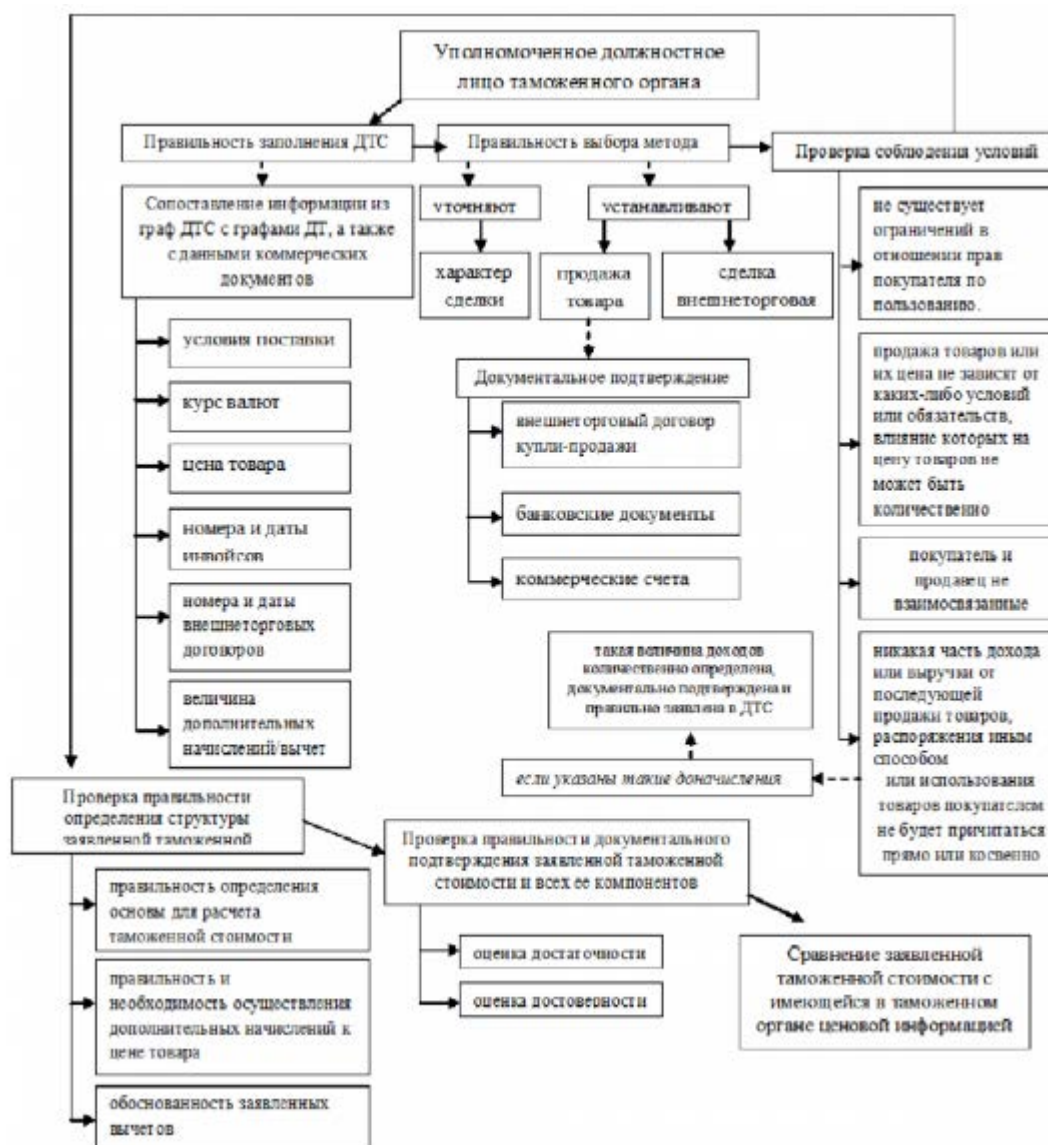 Уполномоченное должностное
лицо таможенного органа
Правильность заполнения ДТС
Правильность выбора метода
Проверка соблюдения условий
Сопоставление информации из
граф ДТС с графами ДТ, а также
с данными коммерческих
документов
уточняют
устанавливают
характер
сделки
продажа
товара
сделка
внешнеторговая
не существует
ограничений в
отношении прав
покупателя по
пользованию.
условия поставки
курс валют
цена товара
номера и даты
инвойсов
номера и даты
внешнеторговых
договоров
величина
дополнительных
начислений/вычет
Документальное подтверждение
внешнеторговый договор
купли-продажи
банковские документы
коммерческие счета
продажа товаров или
их цена не зависят от
каких-либо условий
или обязательств,
влияние которых на
цену товаров не
может быть
количественно
покупатель и
продавец не
взаимосвязанные
такая величина доходов
количественно определена,
документально подтверждена и
правильно заявлена в ДТС
никакая часть дохода
или выручки от
последующей
продажи товаров,
распоряжения иным
способом
или использования
товаров покупателем
не будет причитаться
прямо или косвенно
если указаны такие доначисления
Проверка правильности
определения структуры
заявленной таможенной
Проверка правильности документального
подтверждения заявленной таможенной
стоимости и всех ее компонентов
правильность определения
основы для расчета
таможенной стоимости
правильность и
необходимость осуществления
дополнительных начислений к
цене товара
обоснованность заявленных
вычетов
оценка достаточности
оценка достоверности
Сравнение заявленной
таможенной стоимости с
имеющейся в таможенном
органе ценовой информацией